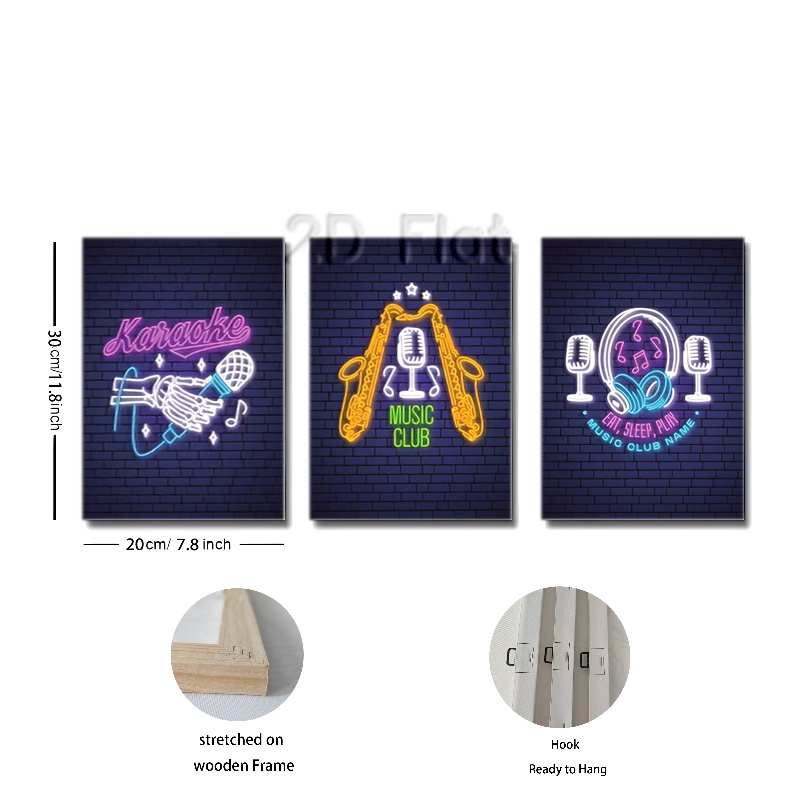 2.D Flat
Karaoke
MUSIC
CLUB
EAT, SLEEP, PLAY
• MUSIC CLUB NAME •
30cm/11.8inch
20cm/ 7.8 inch
stretched on
wooden Frame
Hook
Ready to Hang